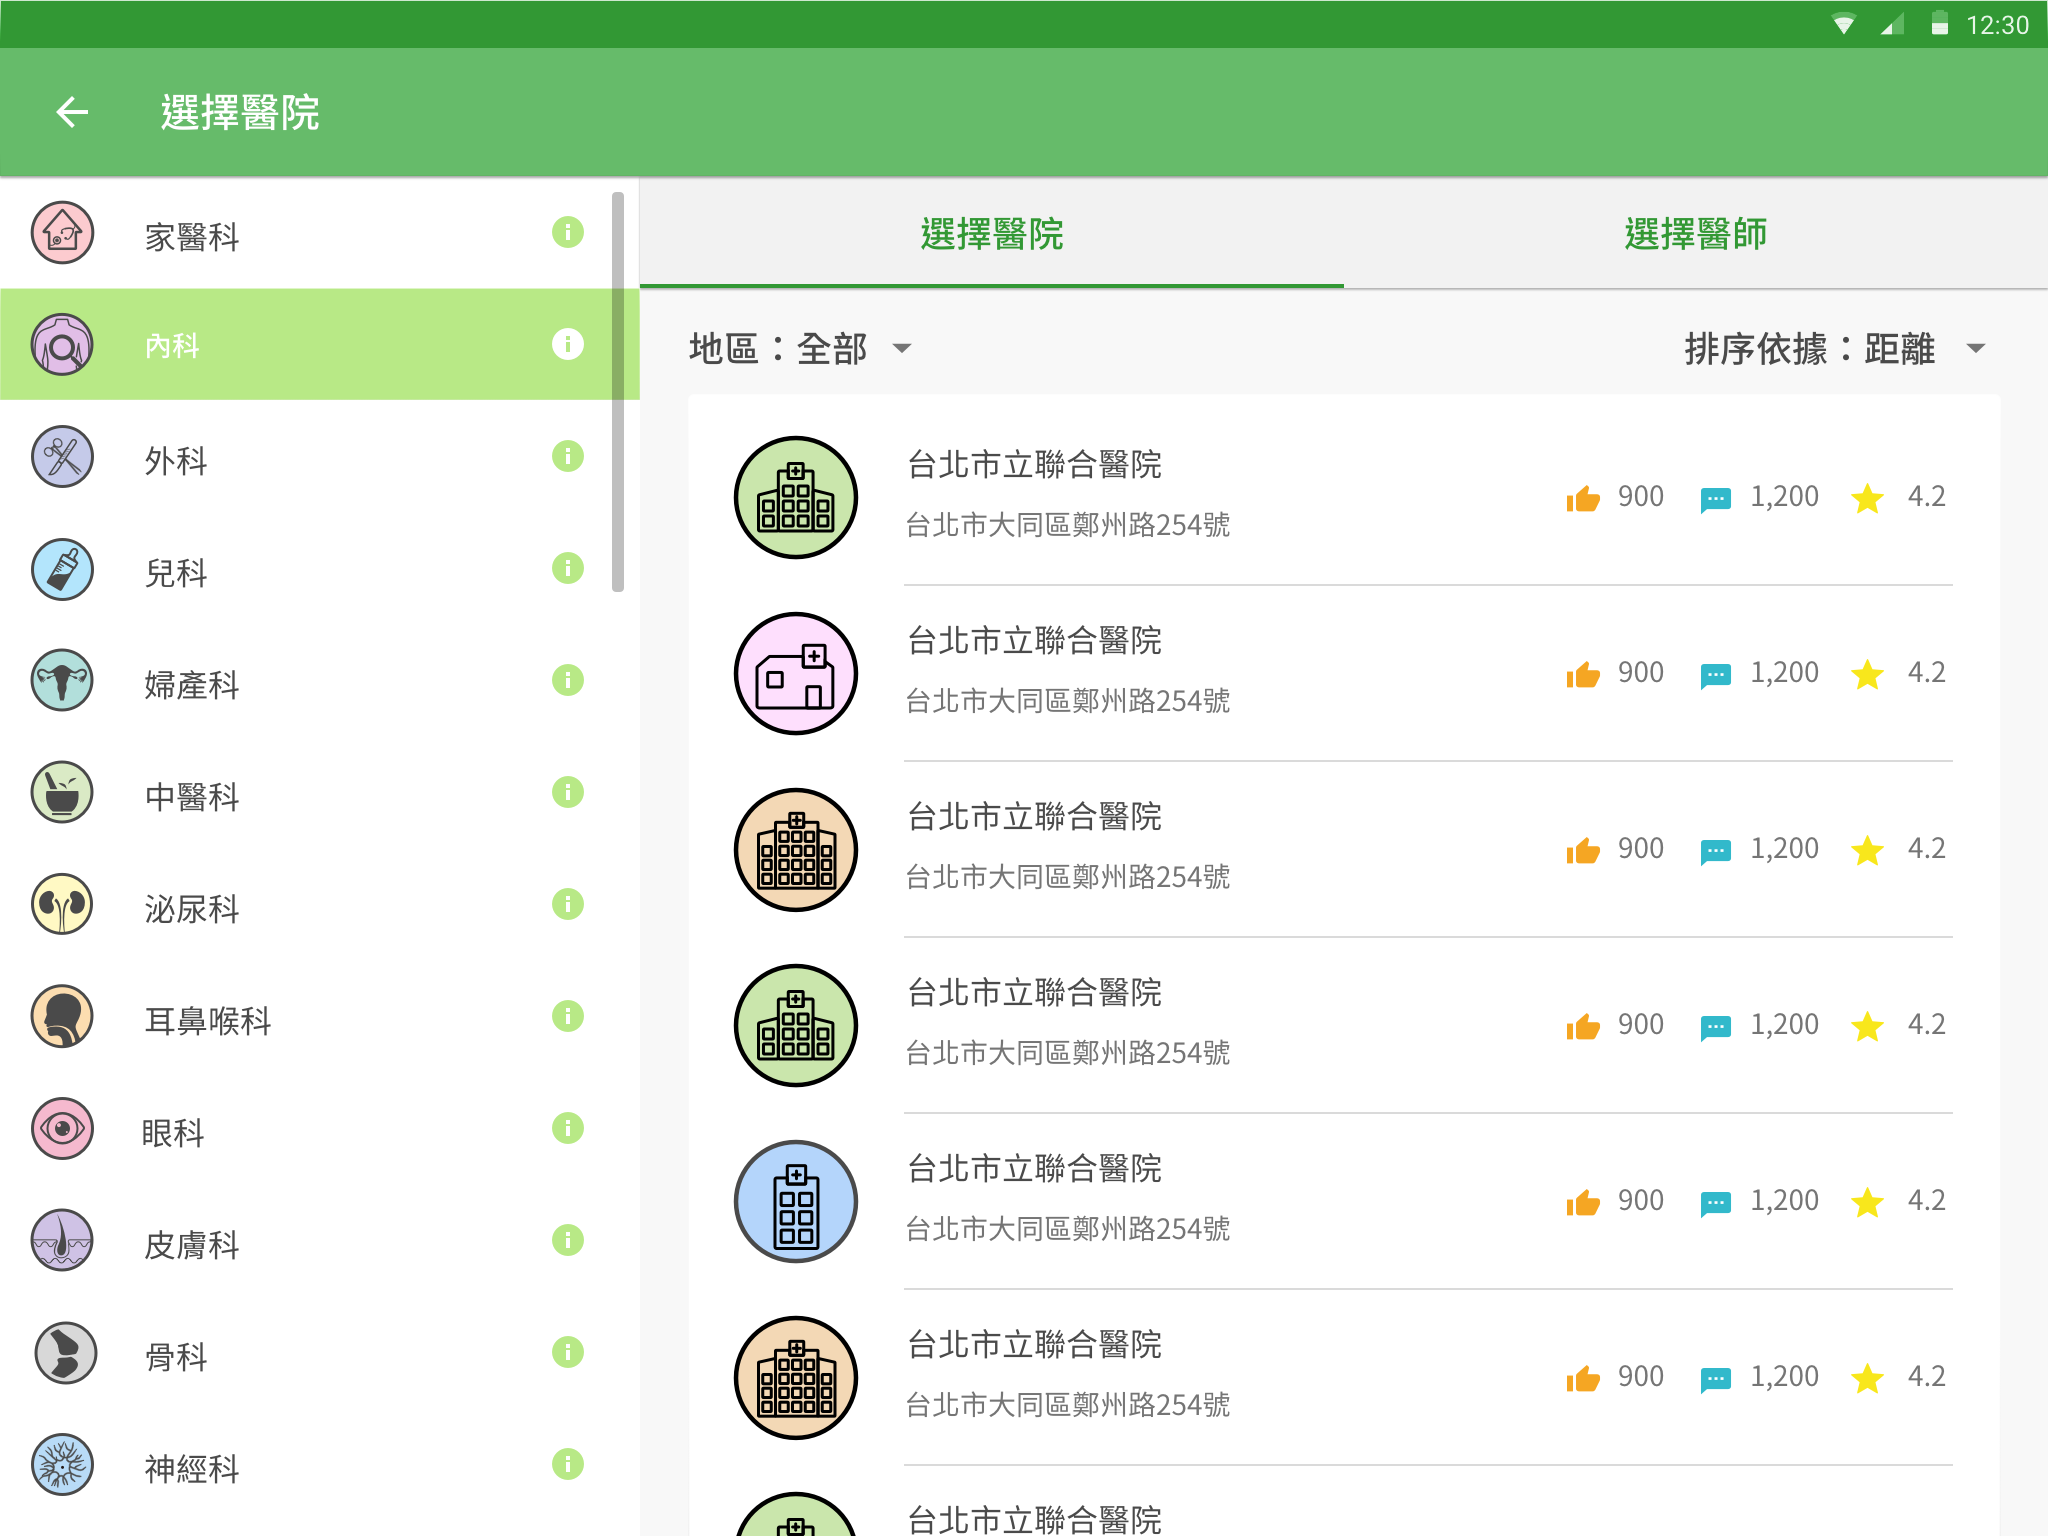 12:30
選擇醫院
家醫科
內科
外科
兒科
婦產科
中醫科
泌尿科
耳鼻喉科
眼科
皮膚科
骨科
神經科
選擇醫院
選擇醫師
地區：全部
排序依據：距離
台北市立聯合醫院
台北市大同區鄭州路254號
900 1,200 4.2
台北市立聯合醫院
台北市大同區鄭州路254號
900 1,200 4.2
台北市立聯合醫院
台北市大同區鄭州路254號
900 1,200 4.2
台北市立聯合醫院
台北市大同區鄭州路254號
900 1,200 4.2
台北市立聯合醫院
台北市大同區鄭州路254號
900 1,200 4.2
台北市立聯合醫院
台北市大同區鄭州路254號
900 1,200 4.2
台北市立聯合醫院